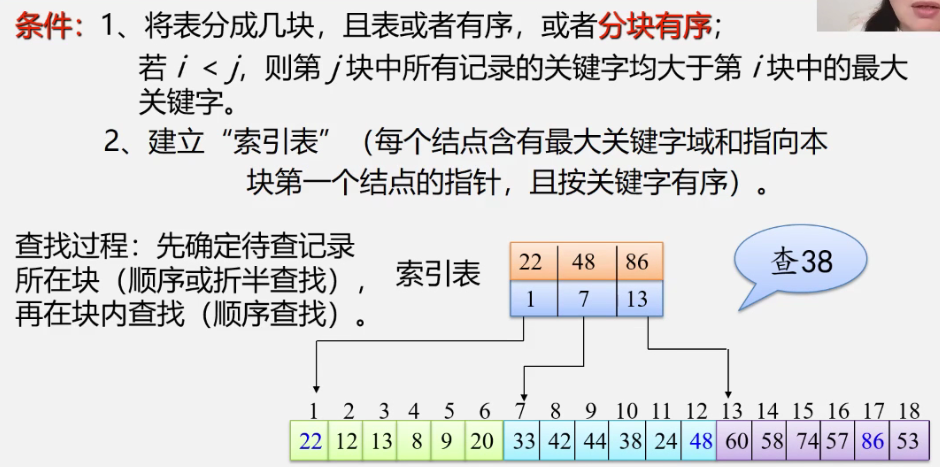 条件：1、将表分成几块，且表或者有序，或者分块有序；
若 i < j，则第 j 块中所有记录的关键字均大于第 i 块中的最大
关键字。
2、建立“索引表”（每个结点含有最大关键字域和指向本
块第一个结点的指针，且按关键字有序）。
查找过程：先确定待查记录
所在块（顺序或折半查找），
再在块内查找（顺序查找）。
索引表
22 48 86
1 7 13
查38
1 2 3 4 5 6 7 8 9 10 11 12 13 14 15 16 17 18
22 12 13 8 9 20 33 42 44 38 24 48 60 58 74 57 86 53